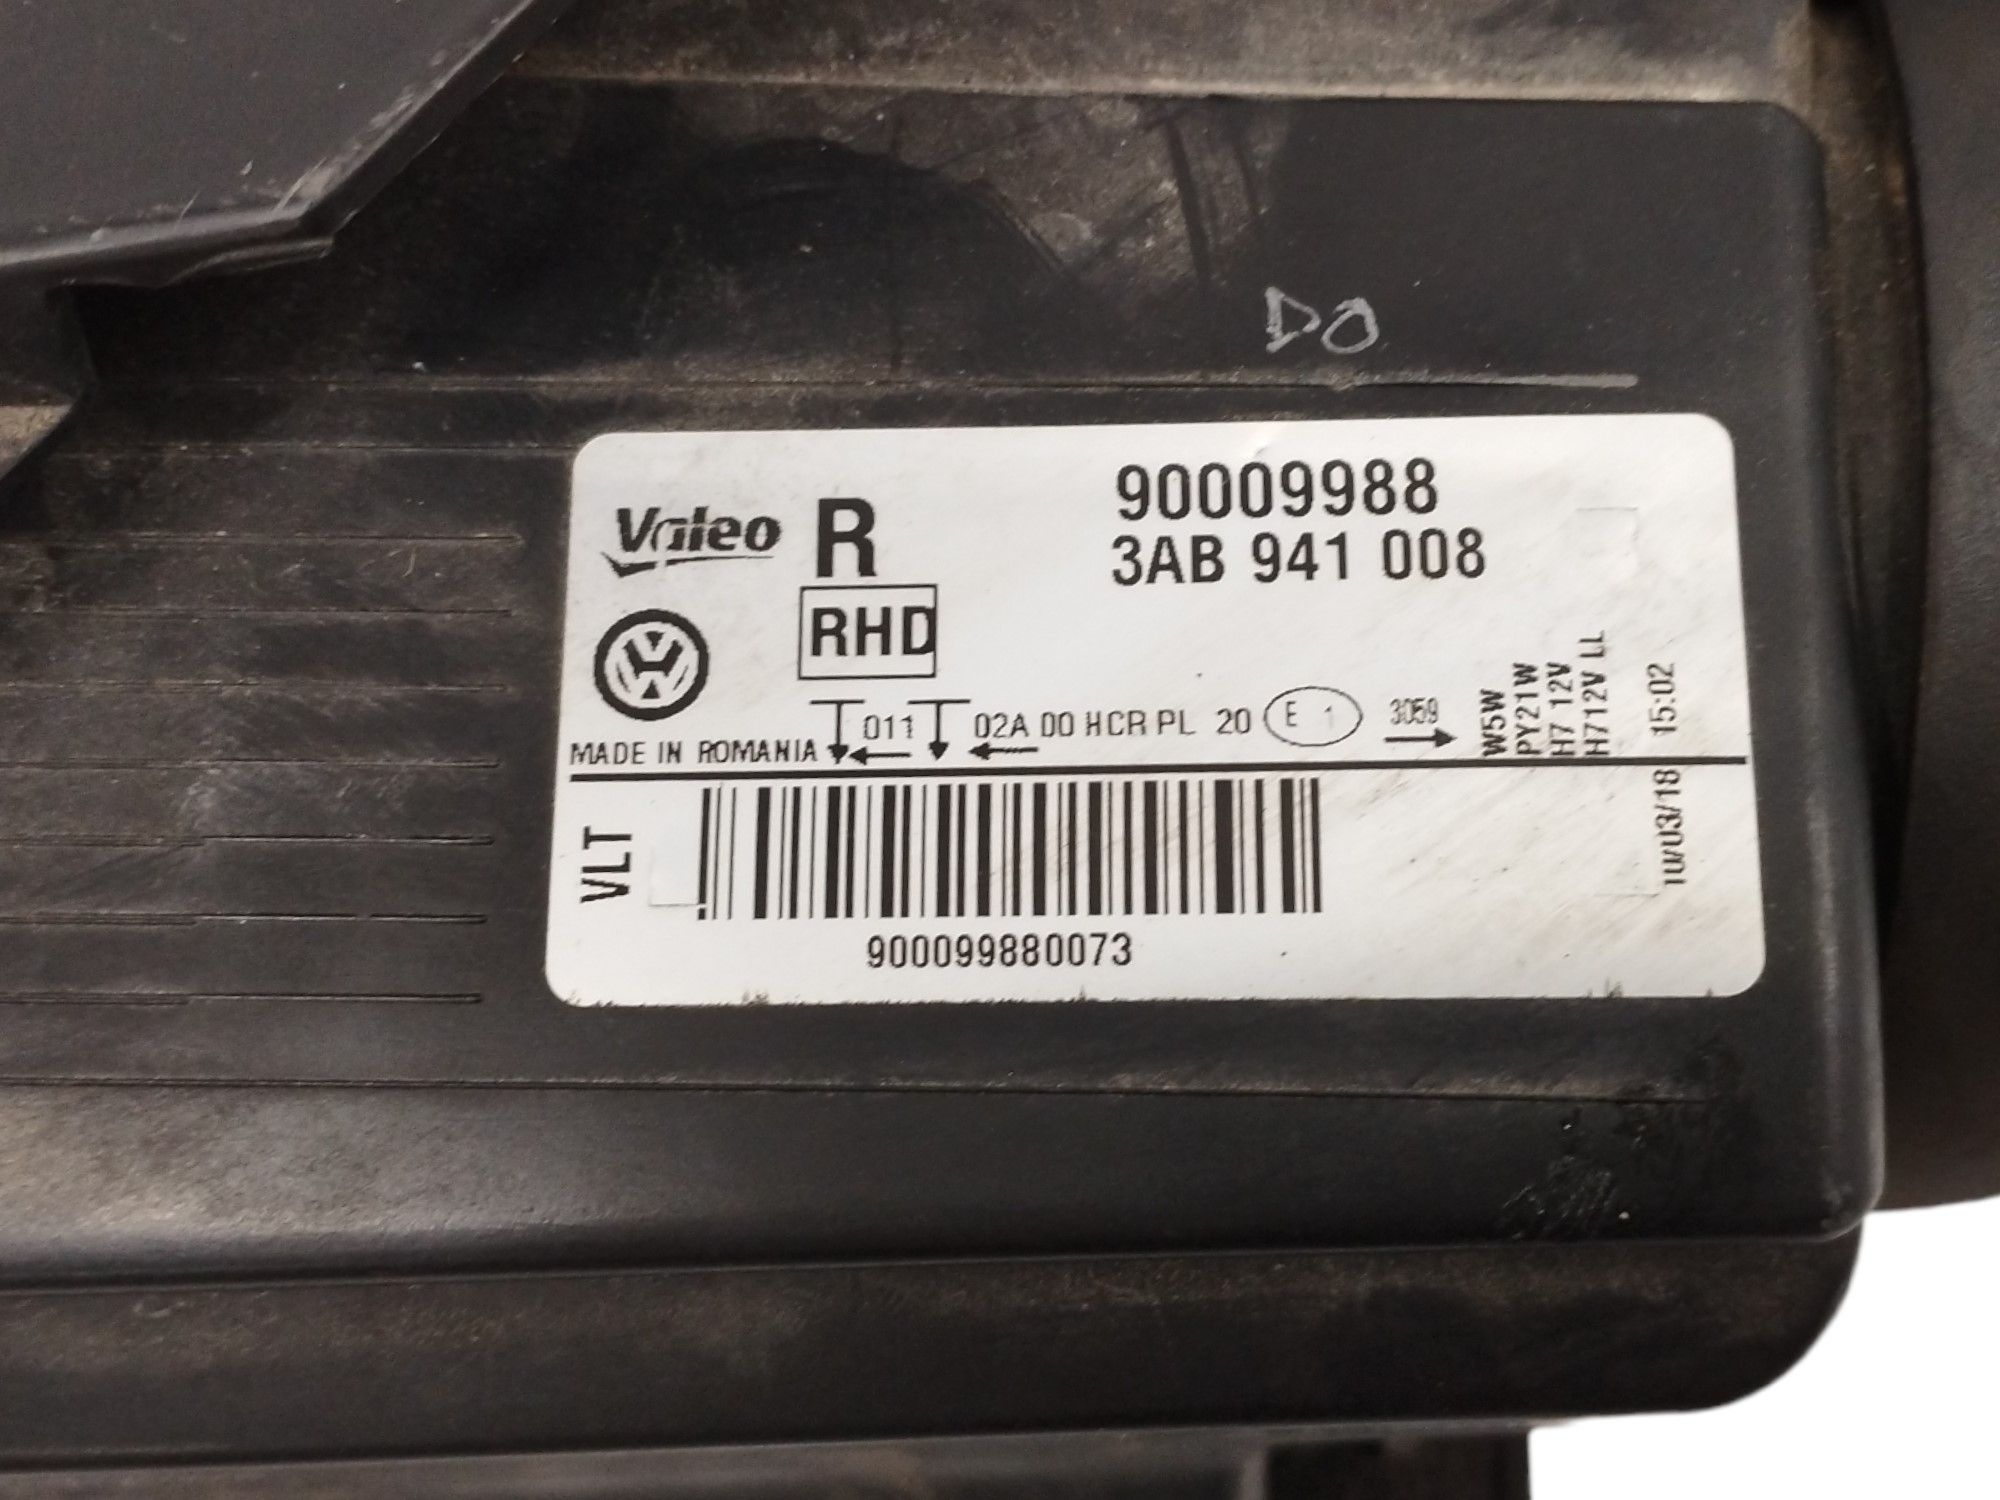 DO
Valeo R 90009988
3AB 941 008
RHD
011 02A 00 HCR PL 20 E 1 3059
MADE IN ROMANIA
W5W
PY21W
H7 12V
H712V LL
15:02
VLT
900099880073